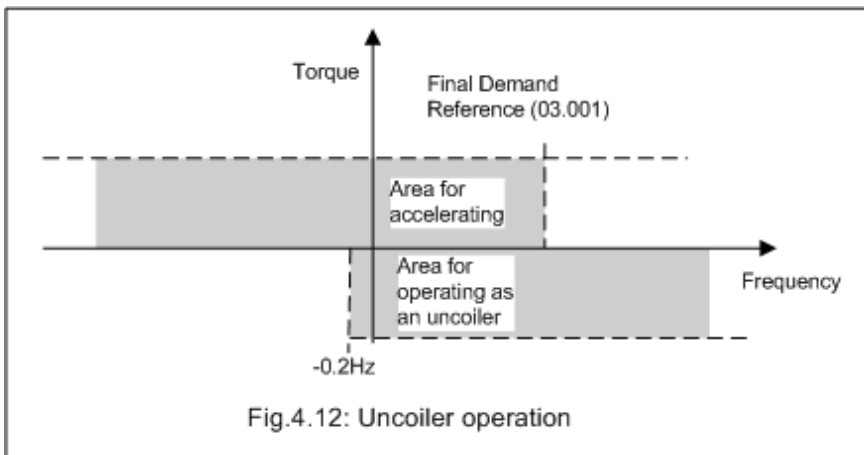 Torque
Final Demand
Reference (03.001)
Area for
accelerating
Area for
operating as
an uncoiler
Frequency
-0.2Hz
Fig.4.12: Uncoiler operation